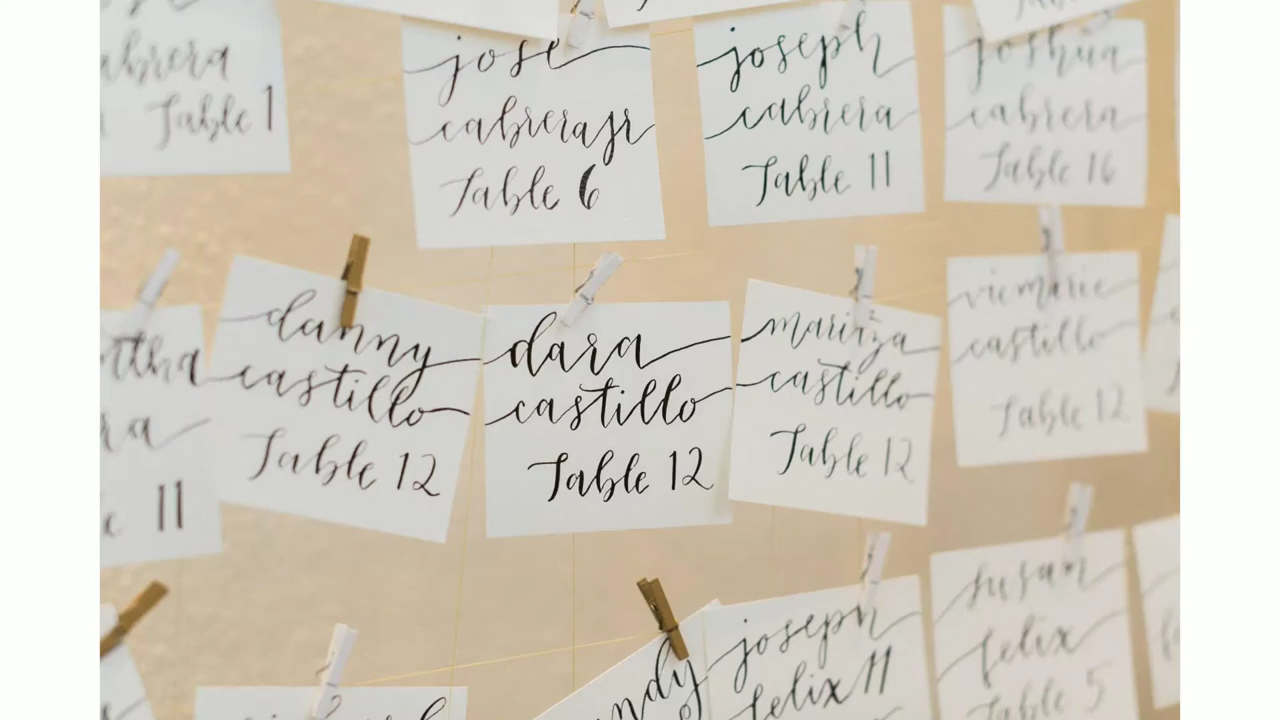 Table 1
jose
cabrera jr
Table 6
joseph
cabrera
Table 11
joshua
cabrera
Table 16
11
danny
castillo
Table 12
dara
castillo
Table 12
mariza
castillo
Table 12
vicmarie
castillo
Table 12
joseph
felix 11
susan
felix
Table 5